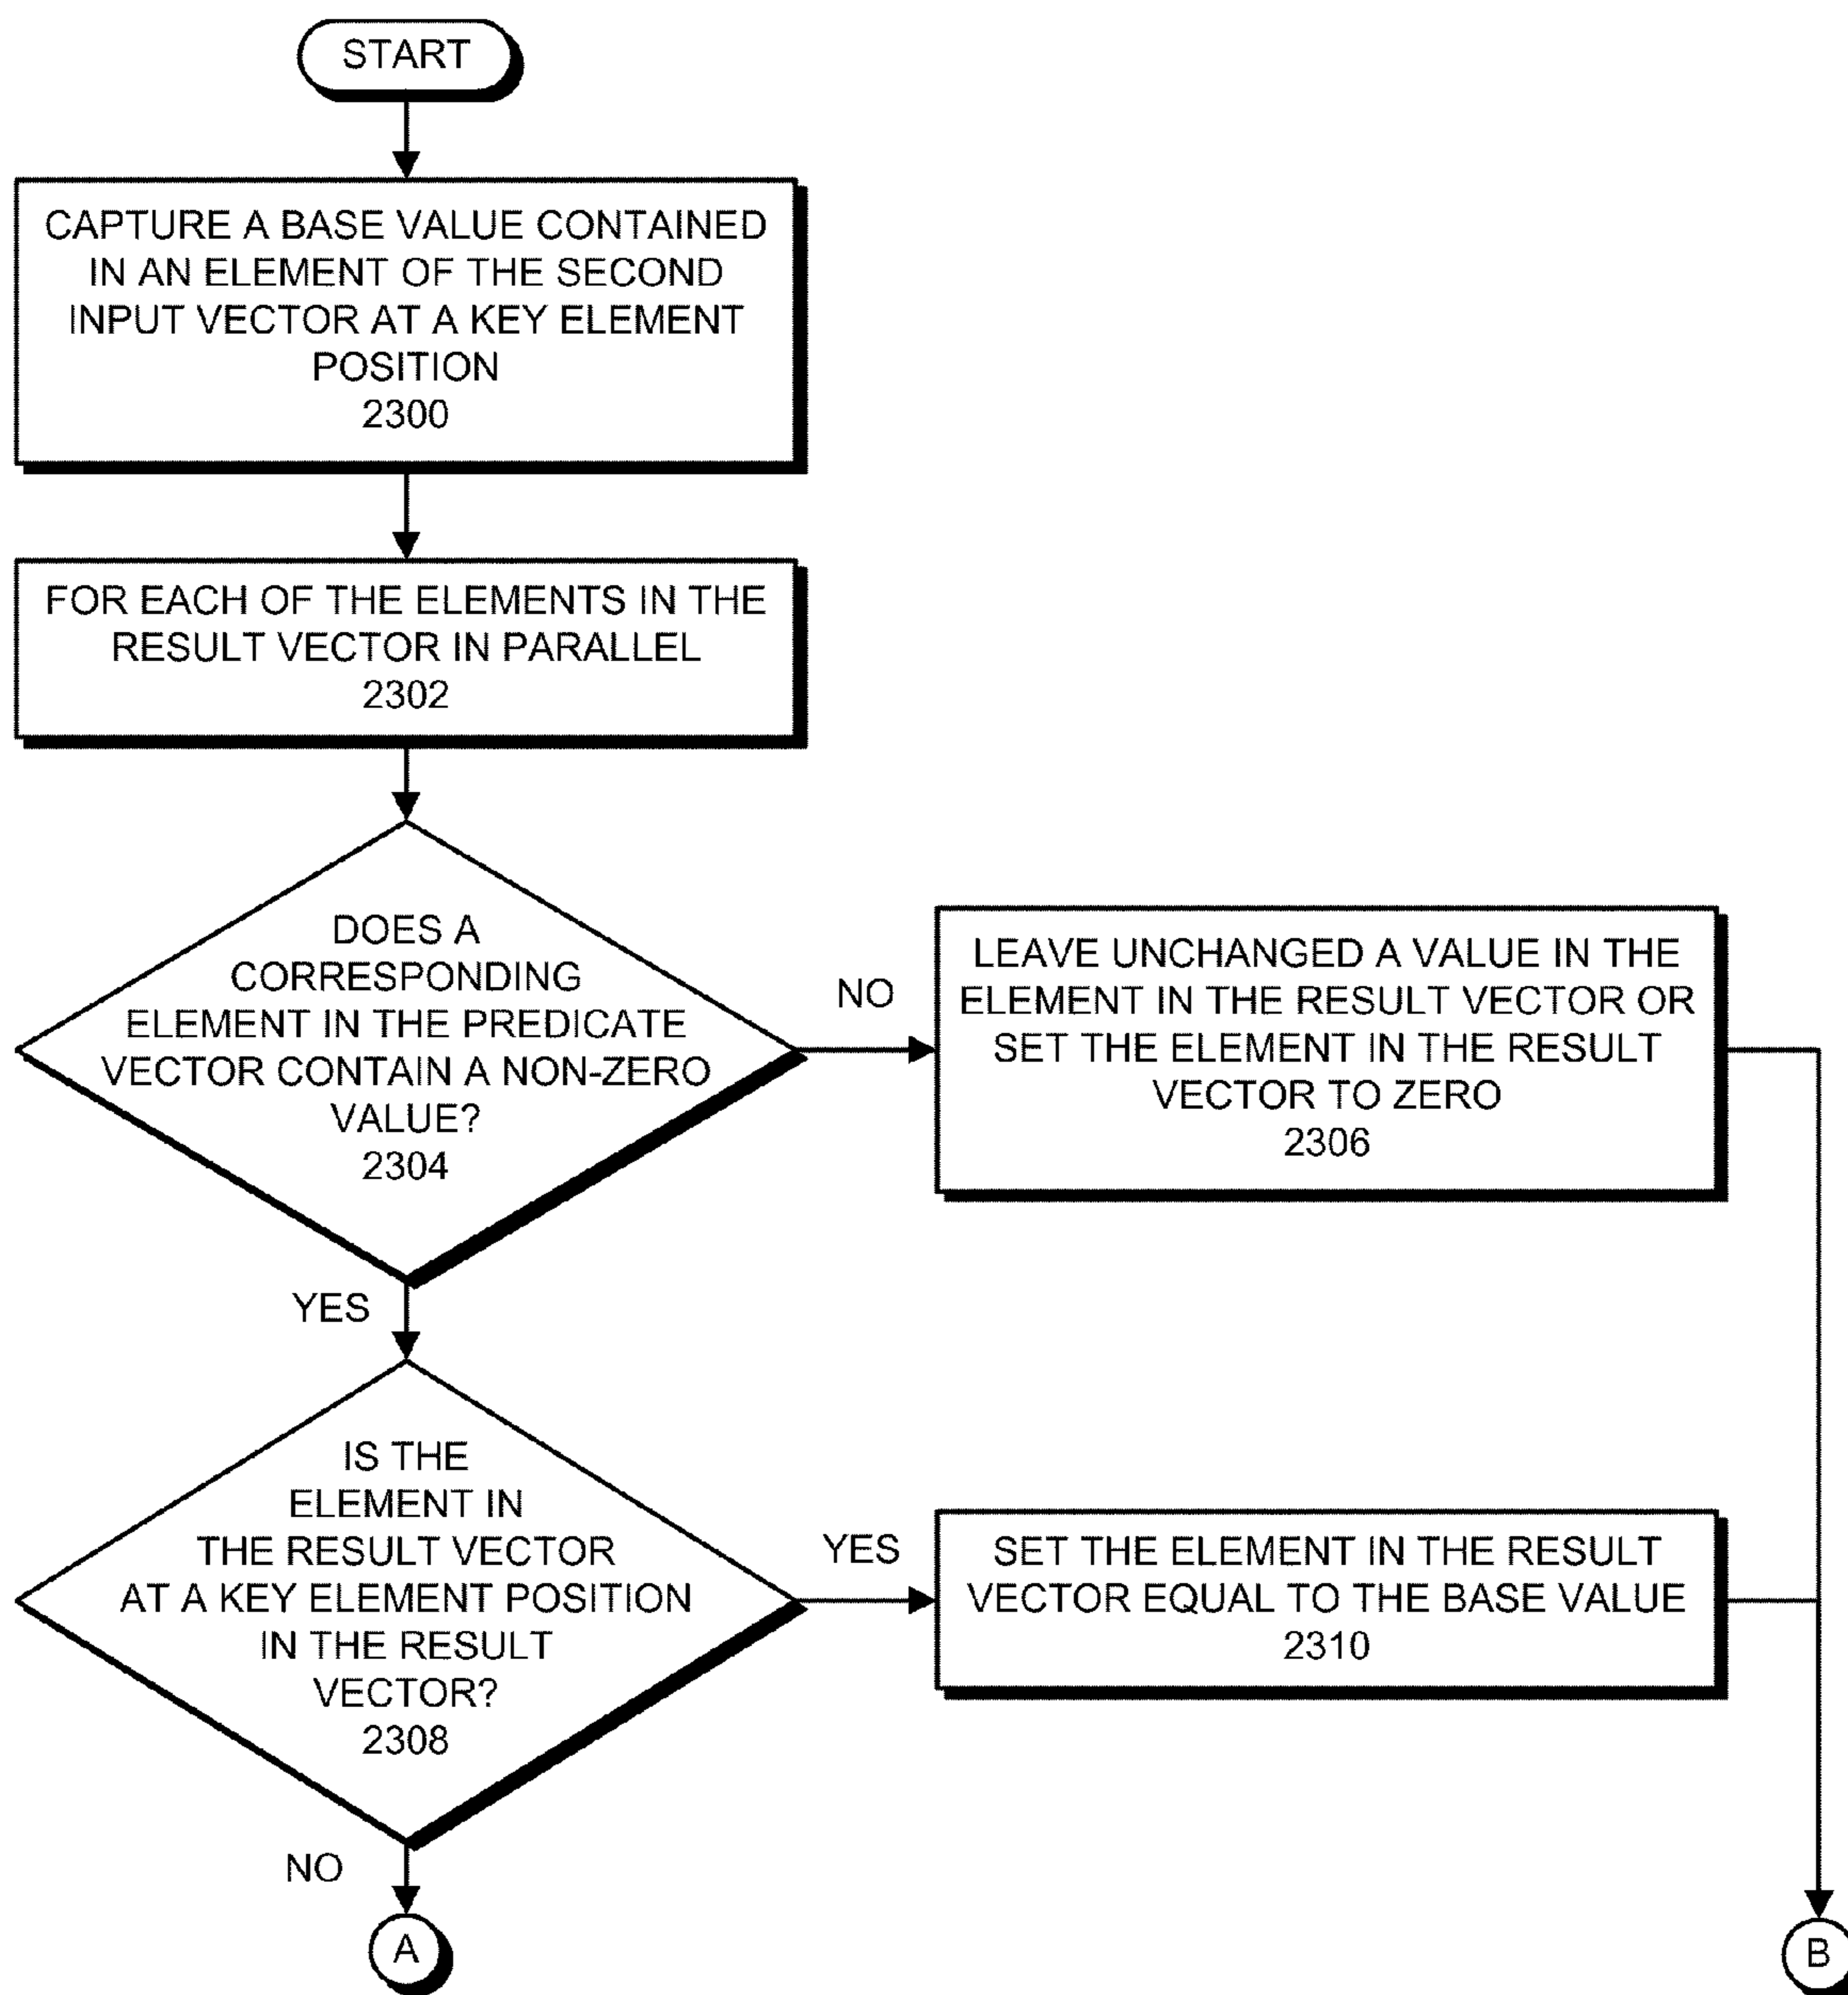 START
CAPTURE A BASE VALUE CONTAINED
IN AN ELEMENT OF THE SECOND
INPUT VECTOR AT A KEY ELEMENT
POSITION
2300
FOR EACH OF THE ELEMENTS IN THE
RESULT VECTOR IN PARALLEL
2302
DOES A
CORRESPONDING
ELEMENT IN THE PREDICATE
VECTOR CONTAIN A NON-ZERO
VALUE?
2304
NO
LEAVE UNCHANGED A VALUE IN THE
ELEMENT IN THE RESULT VECTOR OR
SET THE ELEMENT IN THE RESULT
VECTOR TO ZERO
2306
YES
IS THE
ELEMENT IN
THE RESULT VECTOR
AT A KEY ELEMENT POSITION
IN THE RESULT
VECTOR?
2308
YES
SET THE ELEMENT IN THE RESULT
VECTOR EQUAL TO THE BASE VALUE
2310
NO
A
B